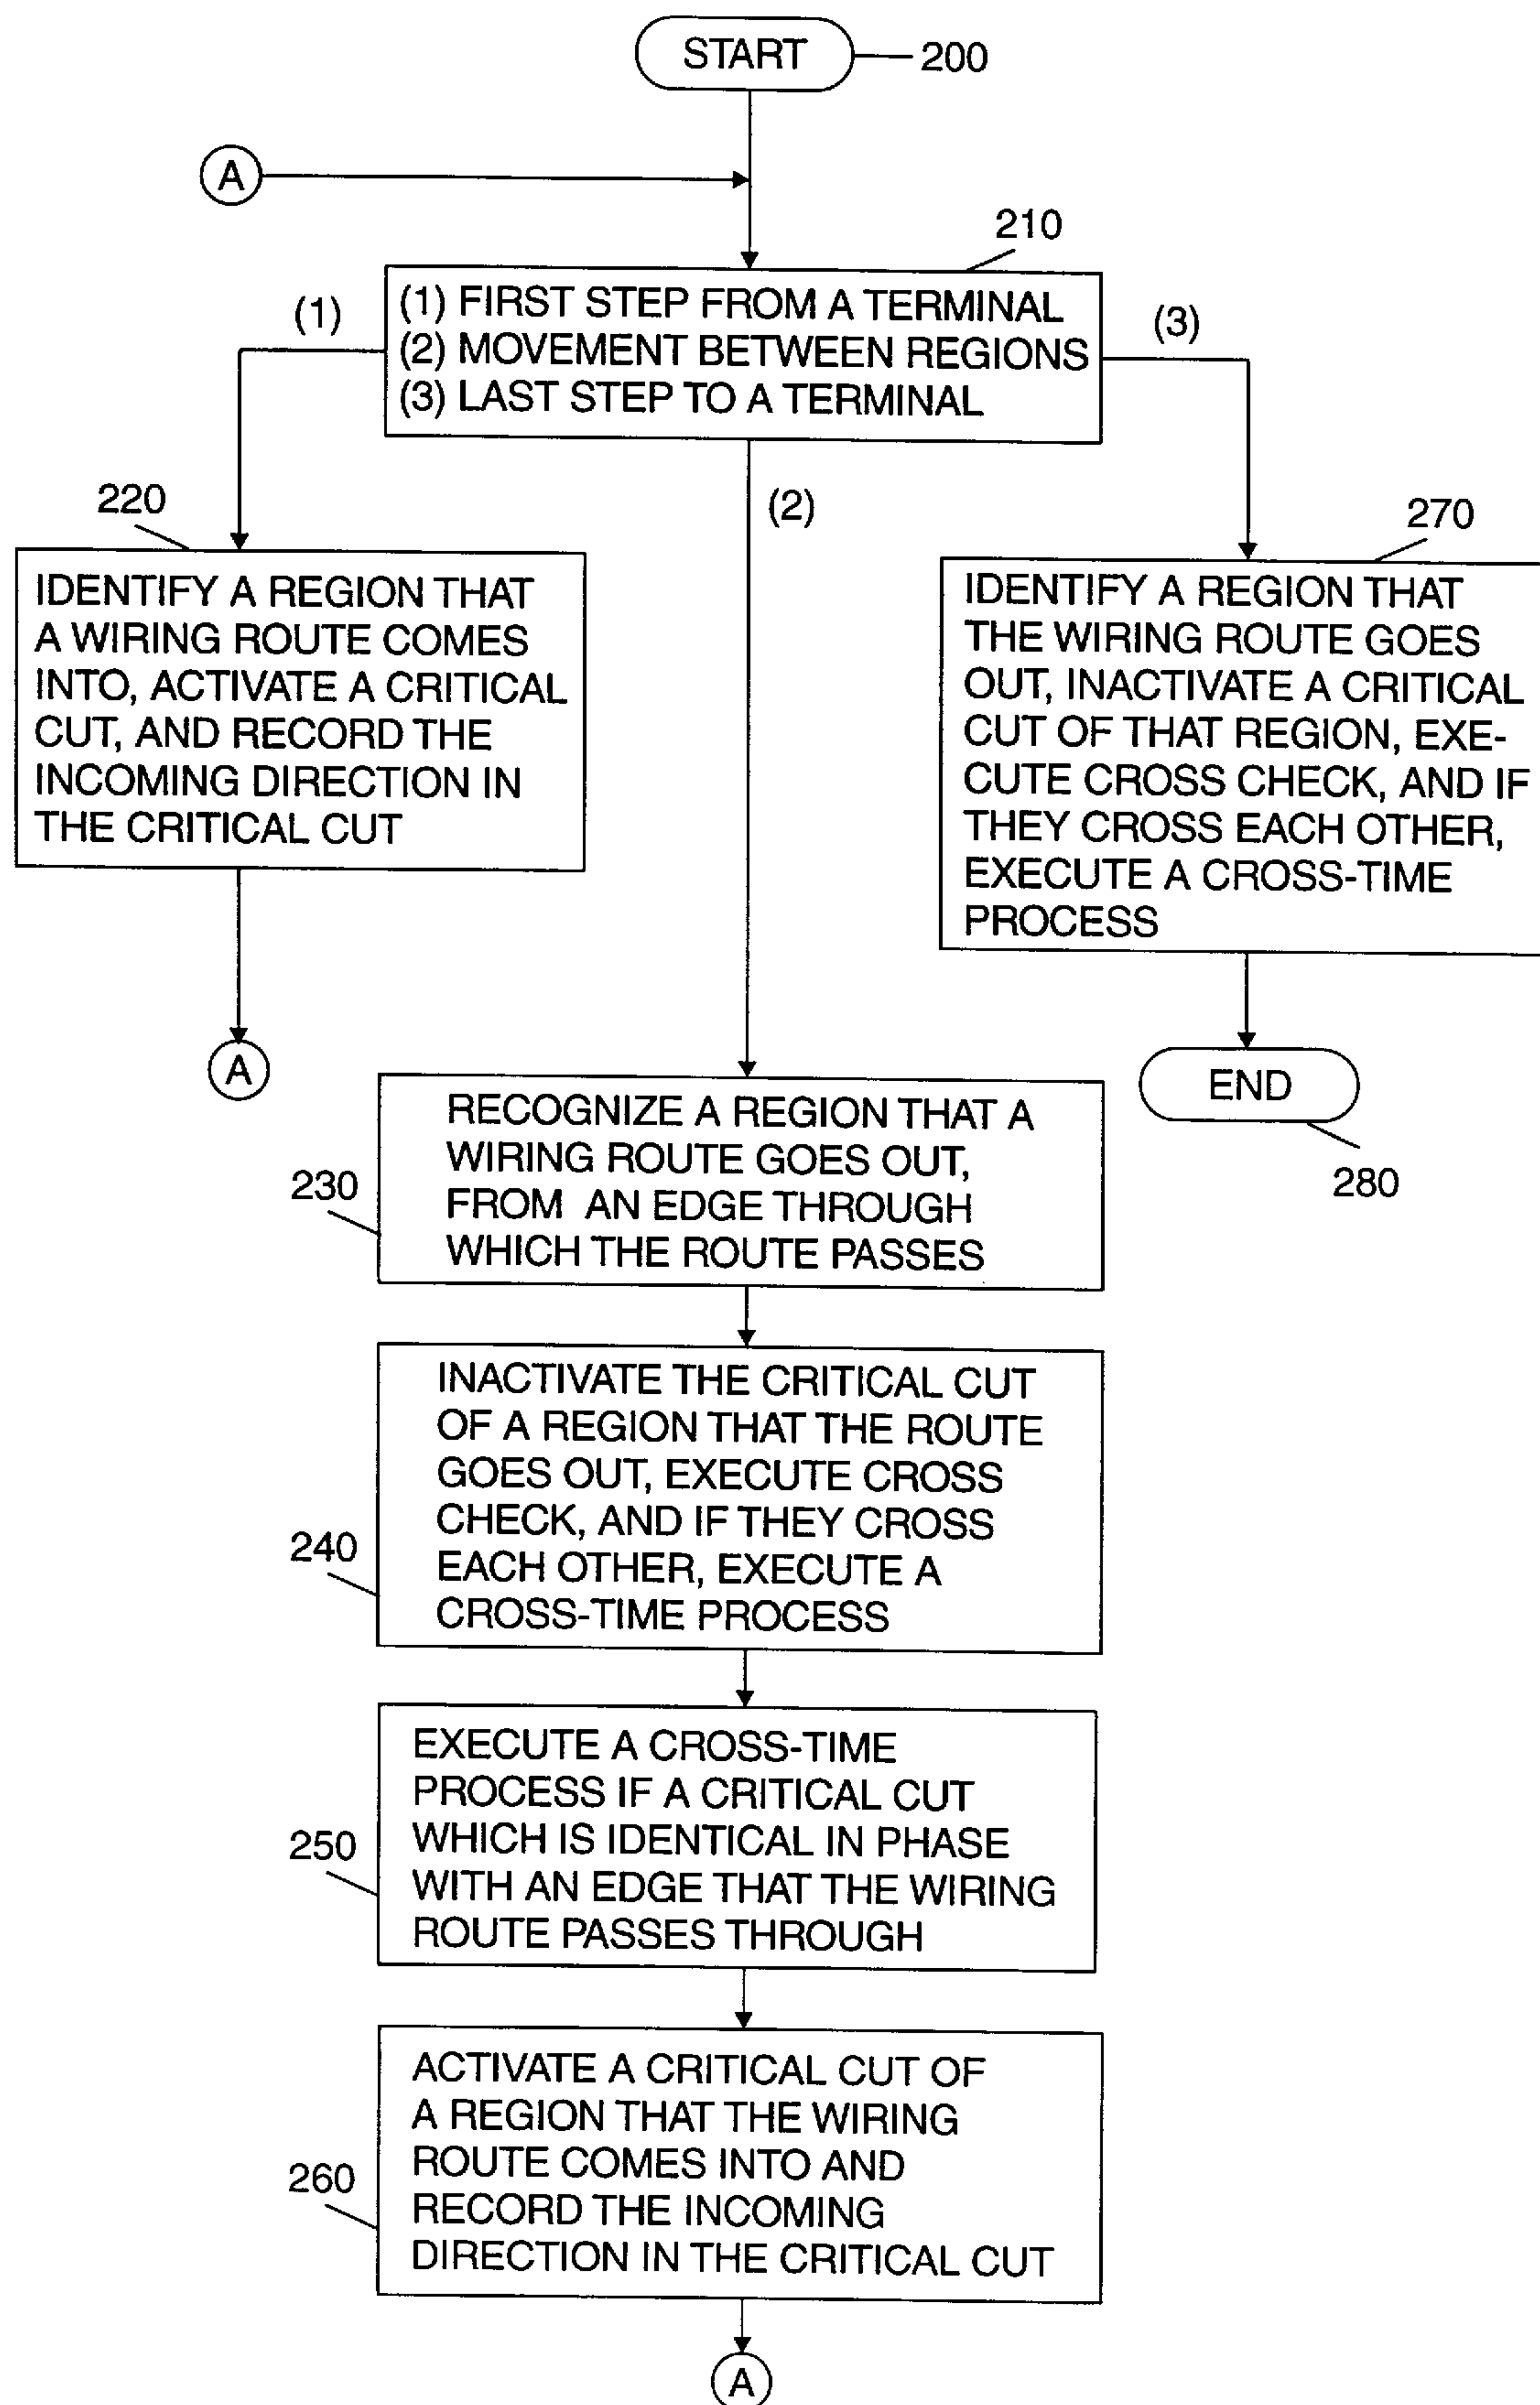 START
200
A
210
(1) FIRST STEP FROM A TERMINAL
(2) MOVEMENT BETWEEN REGIONS
(3) LAST STEP TO A TERMINAL
(1)
(3)
(2)
220
IDENTIFY A REGION THAT
A WIRING ROUTE COMES
INTO, ACTIVATE A CRITICAL
CUT, AND RECORD THE
INCOMING DIRECTION IN
THE CRITICAL CUT
A
270
IDENTIFY A REGION THAT
THE WIRING ROUTE GOES
OUT, INACTIVATE A CRITICAL
CUT OF THAT REGION, EXE-
CUTE CROSS CHECK, AND IF
THEY CROSS EACH OTHER,
EXECUTE A CROSS-TIME
PROCESS
END
280
230
RECOGNIZE A REGION THAT A
WIRING ROUTE GOES OUT,
FROM AN EDGE THROUGH
WHICH THE ROUTE PASSES
240
INACTIVATE THE CRITICAL CUT
OF A REGION THAT THE ROUTE
GOES OUT, EXECUTE CROSS
CHECK, AND IF THEY CROSS
EACH OTHER, EXECUTE A
CROSS-TIME PROCESS
250
EXECUTE A CROSS-TIME
PROCESS IF A CRITICAL CUT
WHICH IS IDENTICAL IN PHASE
WITH AN EDGE THAT THE WIRING
ROUTE PASSES THROUGH
260
ACTIVATE A CRITICAL CUT OF
A REGION THAT THE WIRING
ROUTE COMES INTO AND
RECORD THE INCOMING
DIRECTION IN THE CRITICAL CUT
A